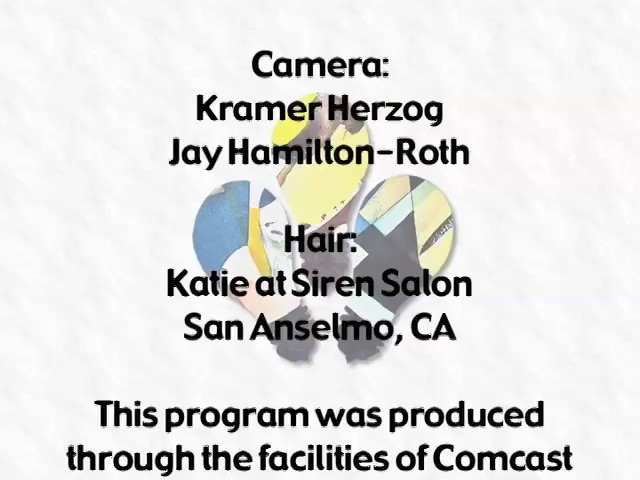 Camera:
Kramer Herzog
Jay Hamilton-Roth
Hair:
Katie at Siren Salon
San Anselmo, CA
This program was produced
through the facilities of Comcast